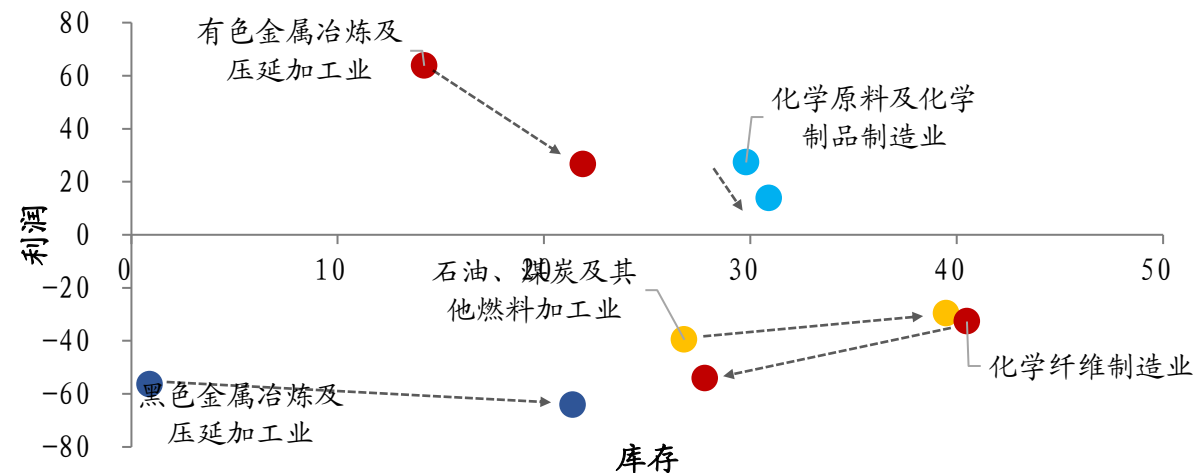 80
有色金属冶炼及
压延加工业
60
化学原料及化学
制品制造业
40
20
0
利润
0 10 20 30 40 50
石油、煤炭及其
他燃料加工业
−20
−40
化学纤维制造业
−60
黑色金属冶炼及
压延加工业
−80
库存